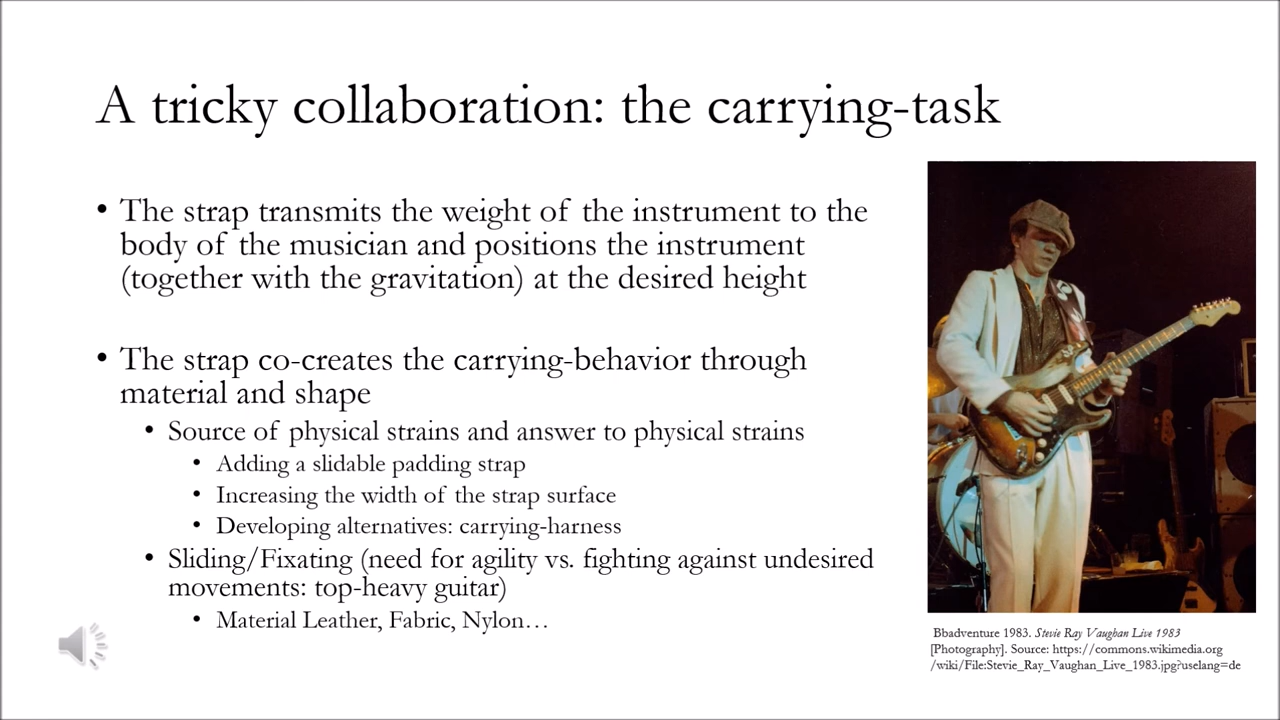 A tricky collaboration: the carrying-task
• The strap transmits the weight of the instrument to the
body of the musician and positions the instrument
(together with the gravitation) at the desired height
• The strap co-creates the carrying-behavior through
material and shape
• Source of physical strains and answer to physical strains
• Adding a slidable padding strap
• Increasing the width of the strap surface
• Developing alternatives: carrying-harness
• Sliding/Fixating (need for agility vs. fighting against undesired
movements: top-heavy guitar)
• Material Leather, Fabric, Nylon…
Bbadventure 1983. Stevie Ray Vaughan Live 1983
[Photography]. Source: https://commons.wikimedia.org
/wiki/File:Stevie_Ray_Vaughan_Live_1983.jpg?uselang=de